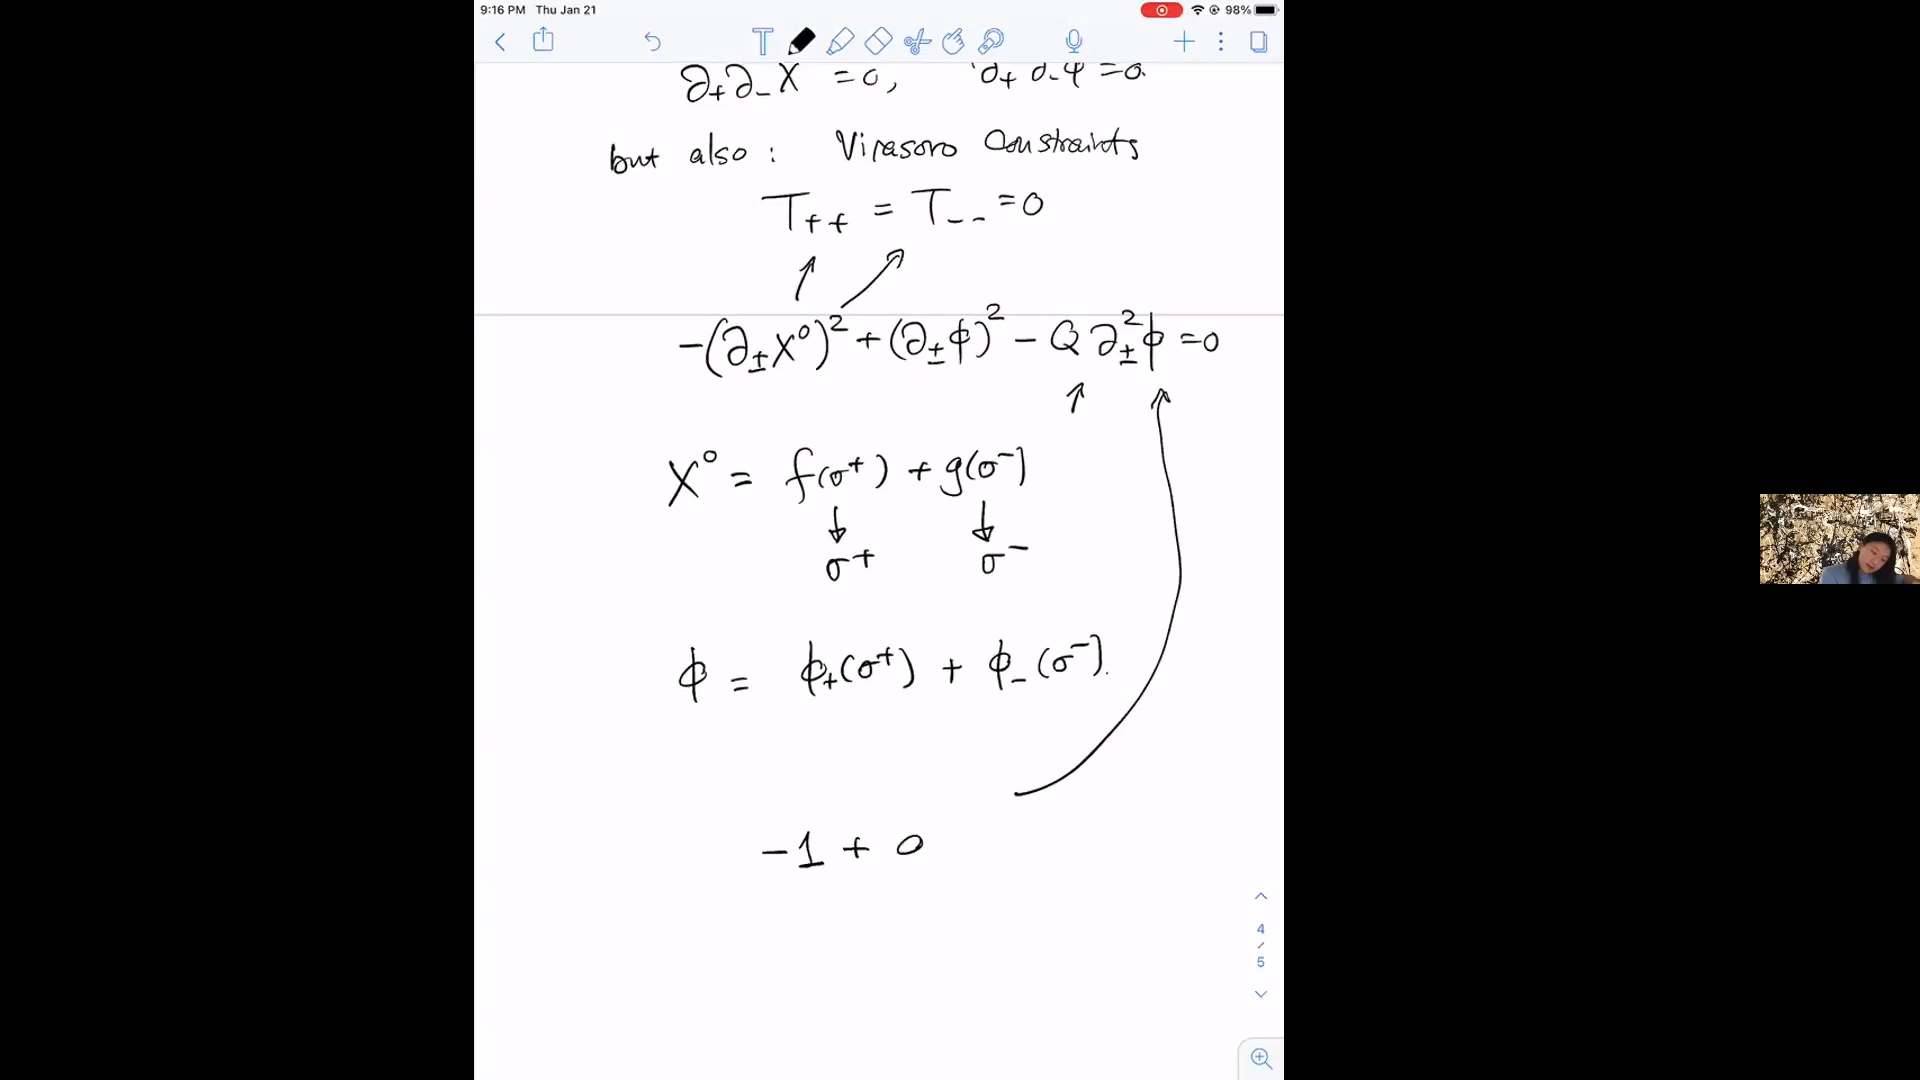 9:16 PM Thu Jan 21 98%
T
∂₊∂₋X = 0, ∂₊∂₋φ = 0.
but also : Virasoro Constraints
T₊₊ = T₋₋ = 0
-(∂±X⁰)² + (∂±φ)² - Q ∂±²φ = 0
X⁰ = f(σ⁺) + g(σ⁻)
σ⁺ σ⁻
φ = φ₊(σ⁺) + φ₋(σ⁻).
-1 + 0
4
/
5